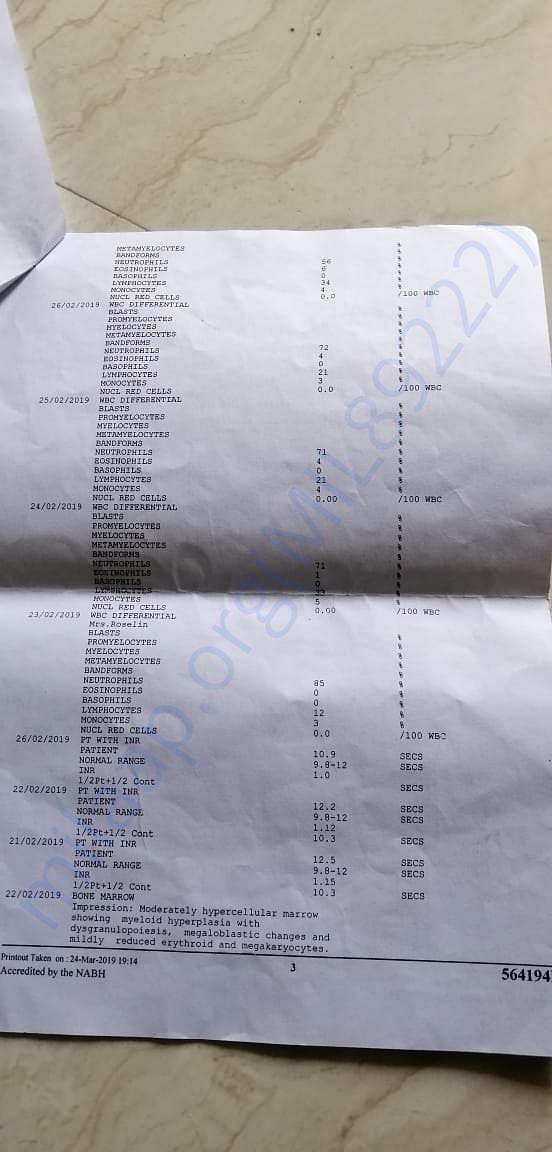 METAMYELOCYTES %
BANDFORMS %
NEUTROPHILS 56 %
EOSINOPHILS 6 %
BASOPHILS 0 %
LYMPHOCYTES 34 %
MONOCYTES 4 %
NUCL RED CELLS 0.0 /100 WBC
26/02/2019 WBC DIFFERENTIAL
BLASTS %
PROMYELOCYTES %
MYELOCYTES %
METAMYELOCYTES %
BANDFORMS %
NEUTROPHILS 72 %
EOSINOPHILS 4 %
BASOPHILS 0 %
LYMPHOCYTES 21 %
MONOCYTES 3 %
NUCL RED CELLS 0.0 /100 WBC
25/02/2019 WBC DIFFERENTIAL
BLASTS %
PROMYELOCYTES %
MYELOCYTES %
METAMYELOCYTES %
BANDFORMS %
NEUTROPHILS 71 %
EOSINOPHILS 4 %
BASOPHILS 0 %
LYMPHOCYTES 21 %
MONOCYTES 4 %
NUCL RED CELLS 0.00 /100 WBC
24/02/2019 WBC DIFFERENTIAL
BLASTS %
PROMYELOCYTES %
MYELOCYTES %
METAMYELOCYTES %
BANDFORMS %
NEUTROPHILS 71 %
EOSINOPHILS 1 %
BASOPHILS 0 %
LYMPHOCYTES %
MONOCYTES 5 %
NUCL RED CELLS 0.00 /100 WBC
23/02/2019 WBC DIFFERENTIAL
Mrs.Roselin
BLASTS %
PROMYELOCYTES %
MYELOCYTES %
METAMYELOCYTES %
BANDFORMS %
NEUTROPHILS 85 %
EOSINOPHILS 0 %
BASOPHILS 0 %
LYMPHOCYTES 12 %
MONOCYTES 3 %
NUCL RED CELLS 0.0 /100 WBC
26/02/2019 PT WITH INR
PATIENT 10.9 SECS
NORMAL RANGE 9.8-12 SECS
INR 1.0
1/2Pt+1/2 Cont SECS
22/02/2019 PT WITH INR
PATIENT 12.2 SECS
NORMAL RANGE 9.8-12 SECS
INR 1.12
1/2Pt+1/2 Cont 10.3 SECS
21/02/2019 PT WITH INR
PATIENT 12.5 SECS
NORMAL RANGE 9.8-12 SECS
INR 1.15
1/2Pt+1/2 Cont 10.3 SECS
22/02/2019 BONE MARROW
Impression: Moderately hypercellular marrow
showing myeloid hyperplasia with
dysgranulopoiesis, megaloblastic changes and
mildly reduced erythroid and megakaryocytes.
Printout Taken on : 24-Mar-2019 19:14
Accredited by the NABH 3 564194
milaap.org(MIL89222)